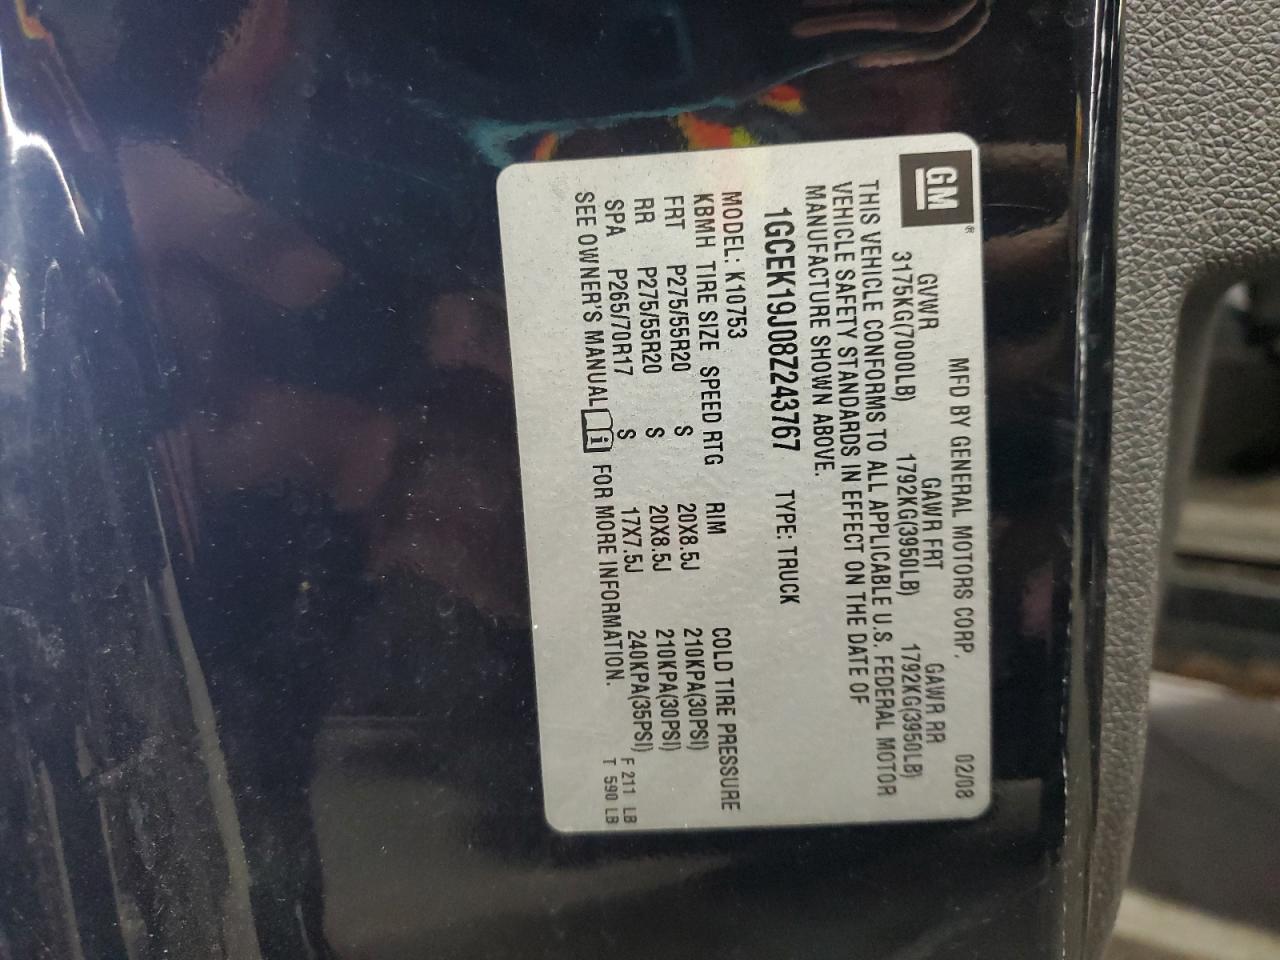 GM®
MFD BY GENERAL MOTORS CORP. 02/08
GVWR GAWR FRT GAWR RR
3175KG(7000LB) 1792KG(3950LB) 1792KG(3950LB)
THIS VEHICLE CONFORMS TO ALL APPLICABLE U.S. FEDERAL MOTOR
VEHICLE SAFETY STANDARDS IN EFFECT ON THE DATE OF
MANUFACTURE SHOWN ABOVE.
1GCEK19J08Z243767 TYPE: TRUCK
MODEL: K10753
KBMH TIRE SIZE SPEED RTG RIM COLD TIRE PRESSURE
FRT P275/55R20 S 20X8.5J 210KPA(30PSI)
RR P275/55R20 S 20X8.5J 210KPA(30PSI)
SPA P265/70R17 S 17X7.5J 240KPA(35PSI)
SEE OWNER'S MANUAL i FOR MORE INFORMATION.
F 211 LB
T 590 LB